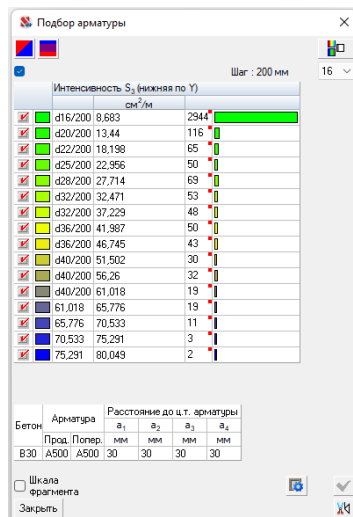 Подбор арматуры
Шаг : 200 мм 16
Интенсивность S3 (нижняя по Y)
см2/м
d16/200 8,683 2944
d20/200 13,44 116
d22/200 18,198 65
d25/200 22,956 50
d28/200 27,714 69
d32/200 32,471 53
d32/200 37,229 48
d36/200 41,987 50
d36/200 46,745 43
d40/200 51,502 30
d40/200 56,26 32
d40/200 61,018 19
61,018 65,776 19
65,776 70,533 11
70,533 75,291 3
75,291 80,049 2
Бетон Арматура Расстояние до ц.т. арматуры
Прод. Попер. a1 a2 a3 a4
мм мм мм мм
B30 A500 A500 30 30 30 30
Шкала
фрагмента
Закрыть